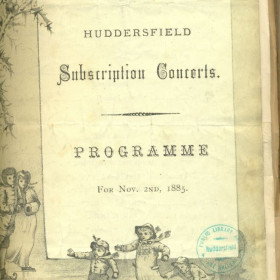 HUDDERSFIELD
Subscription Concerts.
PROGRAMME
FOR NOV. 2ND, 1885.